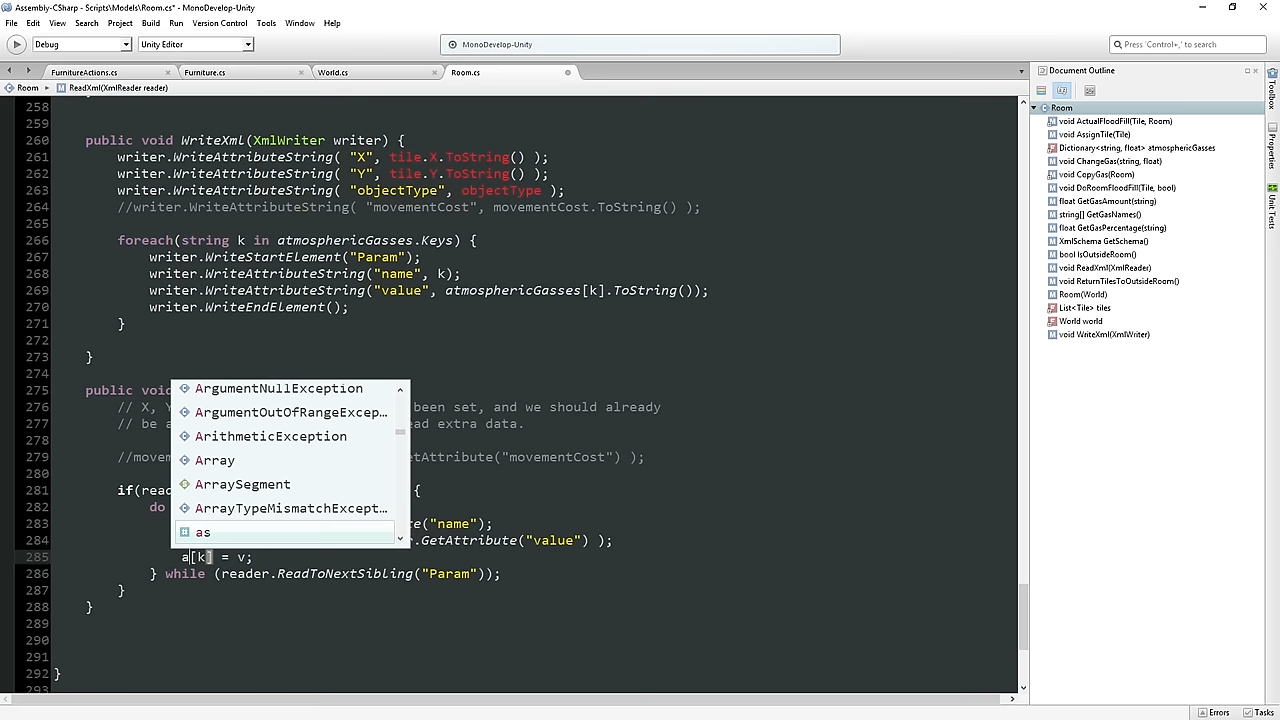 Assembly-CSharp - Scripts\Models\Room.cs* - MonoDevelop-Unity
File Edit View Search Project Build Run Version Control Tools Window Help
Debug Unity Editor MonoDevelop-Unity Press 'Control+,' to search
FurnitureActions.cs Furniture.cs World.cs Room.cs
Room ReadXml(XmlReader reader)
258
259
260 public void WriteXml(XmlWriter writer) {
261 writer.WriteAttributeString( "X", tile.X.ToString() );
262 writer.WriteAttributeString( "Y", tile.Y.ToString() );
263 writer.WriteAttributeString( "objectType", objectType );
264 //writer.WriteAttributeString( "movementCost", movementCost.ToString() );
265
266 foreach(string k in atmosphericGasses.Keys) {
267 writer.WriteStartElement("Param");
268 writer.WriteAttributeString("name", k);
269 writer.WriteAttributeString("value", atmosphericGasses[k].ToString());
270 writer.WriteEndElement();
271 }
272
273 }
274
275 public void
276 // X, Y been set, and we should already
277 // be a ead extra data.
278
279 //movem etAttribute("movementCost") );
280
281 if(read {
282 do
283 te("name");
284 .GetAttribute("value") );
285 a[k] = v;
286 } while (reader.ReadToNextSibling("Param"));
287 }
288 }
289
290
291
292 }
293
ArgumentNullException
ArgumentOutOfRangeExcep...
ArithmeticException
Array
ArraySegment
ArrayTypeMismatchExcept...
as
Document Outline
Room
void ActualFloodFill(Tile, Room)
void AssignTile(Tile)
Dictionary<string, float> atmosphericGasses
void ChangeGas(string, float)
void CopyGas(Room)
void DoRoomFloodFill(Tile, bool)
float GetGasAmount(string)
string[] GetGasNames()
float GetGasPercentage(string)
XmlSchema GetSchema()
bool IsOutsideRoom()
void ReadXml(XmlReader)
void ReturnTilesToOutsideRoom()
Room(World)
List<Tile> tiles
World world
void WriteXml(XmlWriter)
Toolbox
Properties
Unit Tests
Errors Tasks